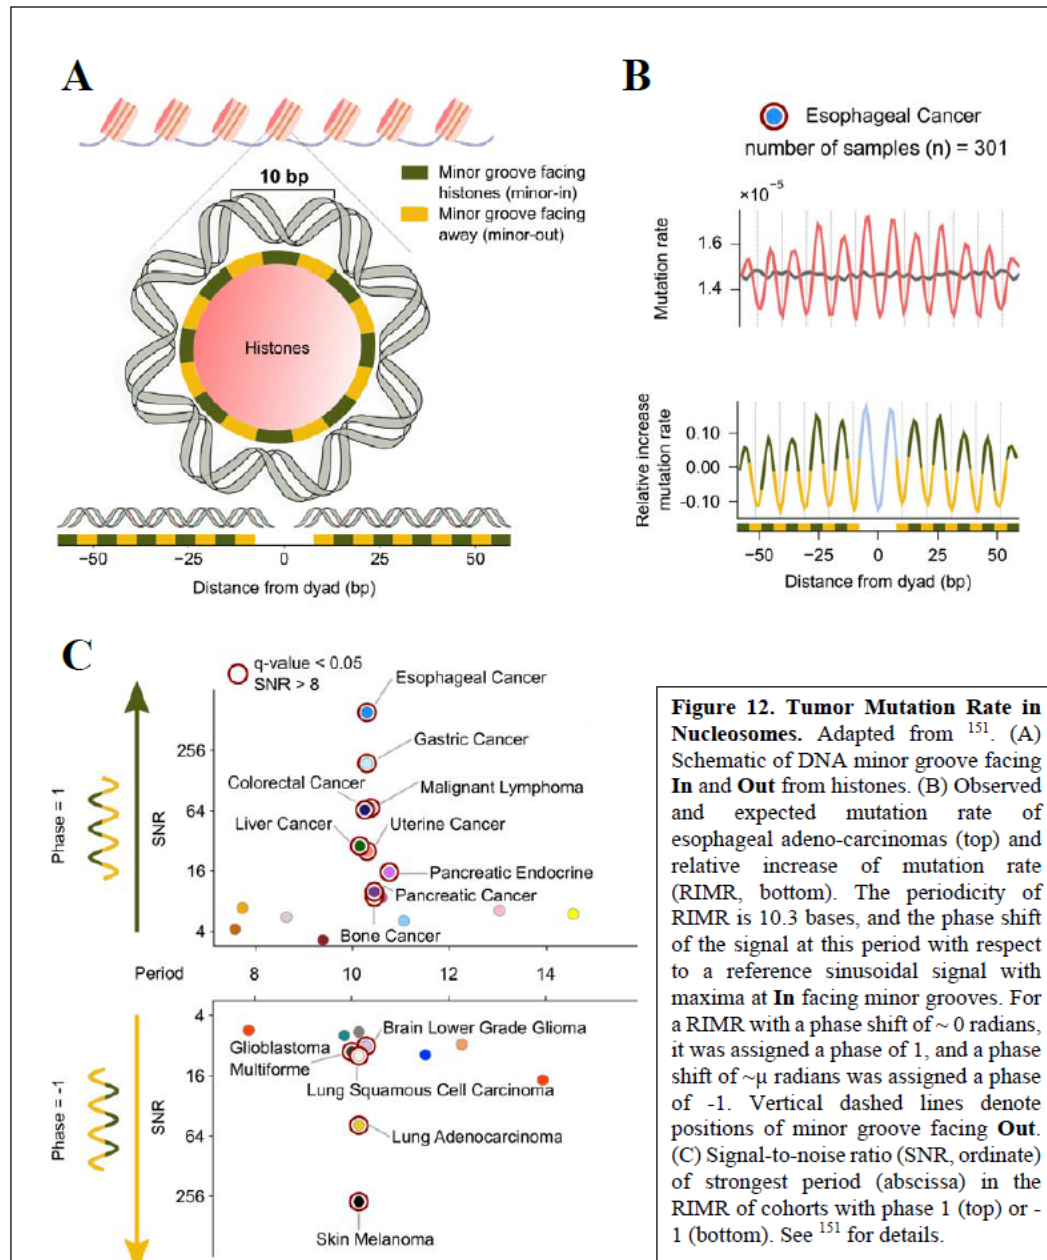 A
10 bp
Minor groove facing
histones (minor-in)
Minor groove facing
away (minor-out)
Histones
−50
−25
0
25
50
Distance from dyad (bp)
B
Esophageal Cancer
number of samples (n) = 301
×10⁻⁵
Mutation rate
1.6
1.4
Relative increase
mutation rate
0.10
0.00
-0.10
−50
−25
0
25
50
Distance from dyad (bp)
C
q-value < 0.05
SNR > 8
Phase = 1
SNR
256
64
16
4
Esophageal Cancer
Gastric Cancer
Colorectal Cancer
Malignant Lymphoma
Liver Cancer
Uterine Cancer
Pancreatic Endocrine
Pancreatic Cancer
Bone Cancer
Period
8
10
12
14
Phase = -1
SNR
4
16
64
256
Brain Lower Grade Glioma
Glioblastoma
Multiforme
Lung Squamous Cell Carcinoma
Lung Adenocarcinoma
Skin Melanoma
Figure 12. Tumor Mutation Rate in
Nucleosomes. Adapted from 151. (A)
Schematic of DNA minor groove facing
In and Out from histones. (B) Observed
and expected mutation rate of
esophageal adeno-carcinomas (top) and
relative increase of mutation rate
(RIMR, bottom). The periodicity of
RIMR is 10.3 bases, and the phase shift
of the signal at this period with respect
to a reference sinusoidal signal with
maxima at In facing minor grooves. For
a RIMR with a phase shift of ~ 0 radians,
it was assigned a phase of 1, and a phase
shift of ~µ radians was assigned a phase
of -1. Vertical dashed lines denote
positions of minor groove facing Out.
(C) Signal-to-noise ratio (SNR, ordinate)
of strongest period (abscissa) in the
RIMR of cohorts with phase 1 (top) or -
1 (bottom). See 151 for details.